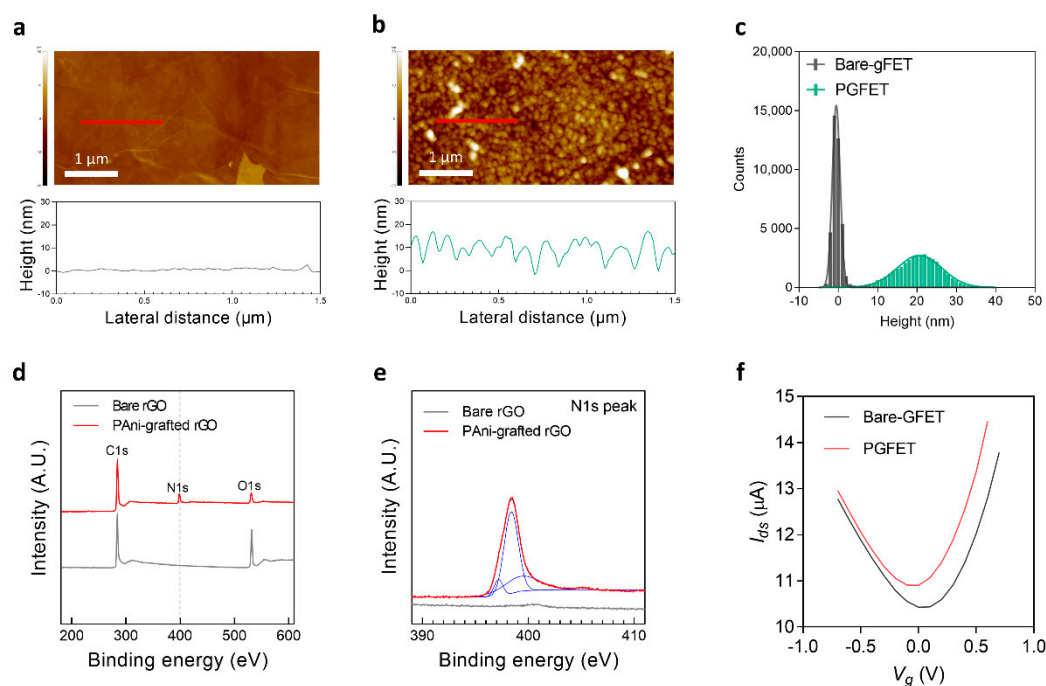 a
1 µm
Height (nm)
30
20
10
0
-10
0.0
0.5
1.0
1.5
Lateral distance (µm)
b
1 µm
Height (nm)
30
20
10
0
-10
0.0
0.5
1.0
1.5
Lateral distance (µm)
c
Bare-gFET
PGFET
Counts
20,000
15,000
10,000
5 000
0
-10
0
10
20
30
40
50
Height (nm)
d
Bare rGO
PAni-grafted rGO
C1s
N1s
O1s
Intensity (A.U.)
200
300
400
500
600
Binding energy (eV)
e
Bare rGO
PAni-grafted rGO
N1s peak
Intensity (A.U.)
390
400
410
Binding energy (eV)
f
Bare-GFET
PGFET
Ids (µA)
15
14
13
12
11
10
-1.0
-0.5
0.0
0.5
1.0
Vg (V)